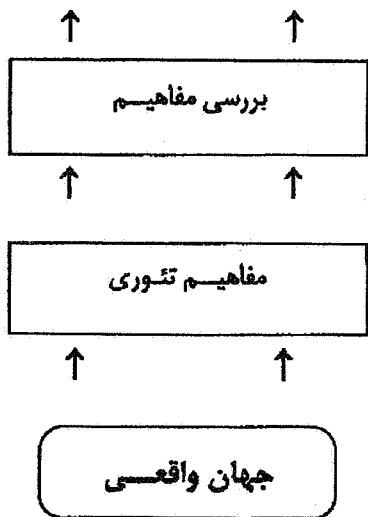 بررسی مفاهیم
مفاهیم تئوری
جهان واقعی